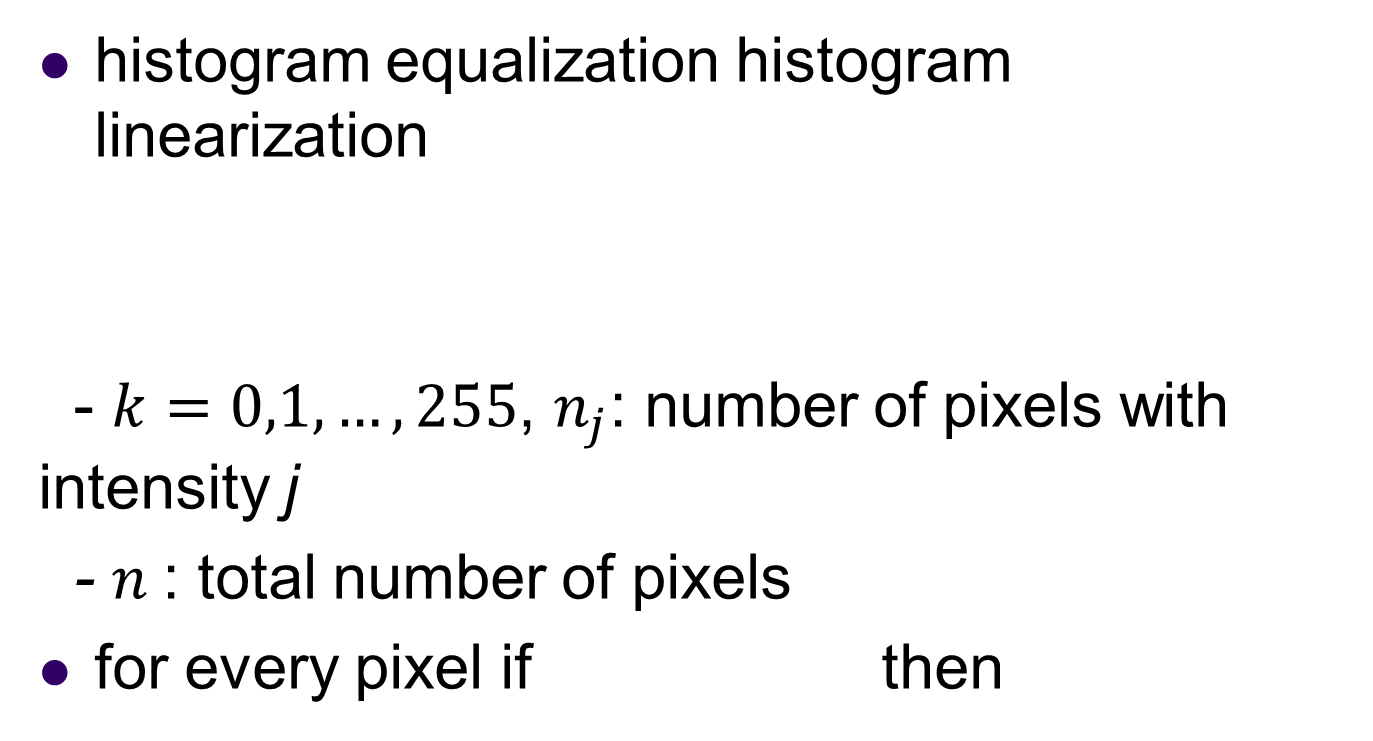 ● histogram equalization histogram
linearization
- 𝑘 = 0,1, … , 255, 𝑛ⱼ: number of pixels with
intensity j
- 𝑛 : total number of pixels
● for every pixel if then